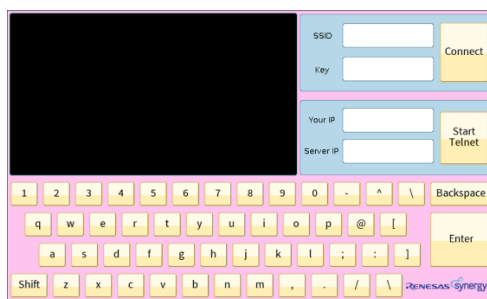 SSID
Connect
Key
Your IP
Start
Telnet
Server IP
1 2 3 4 5 6 7 8 9 0 - ^ \ Backspace
q w e r t y u i o p @ [
Enter
a s d f g h j k l ; : ]
Shift z x c v b n m , . / \ RENESAS Synergy